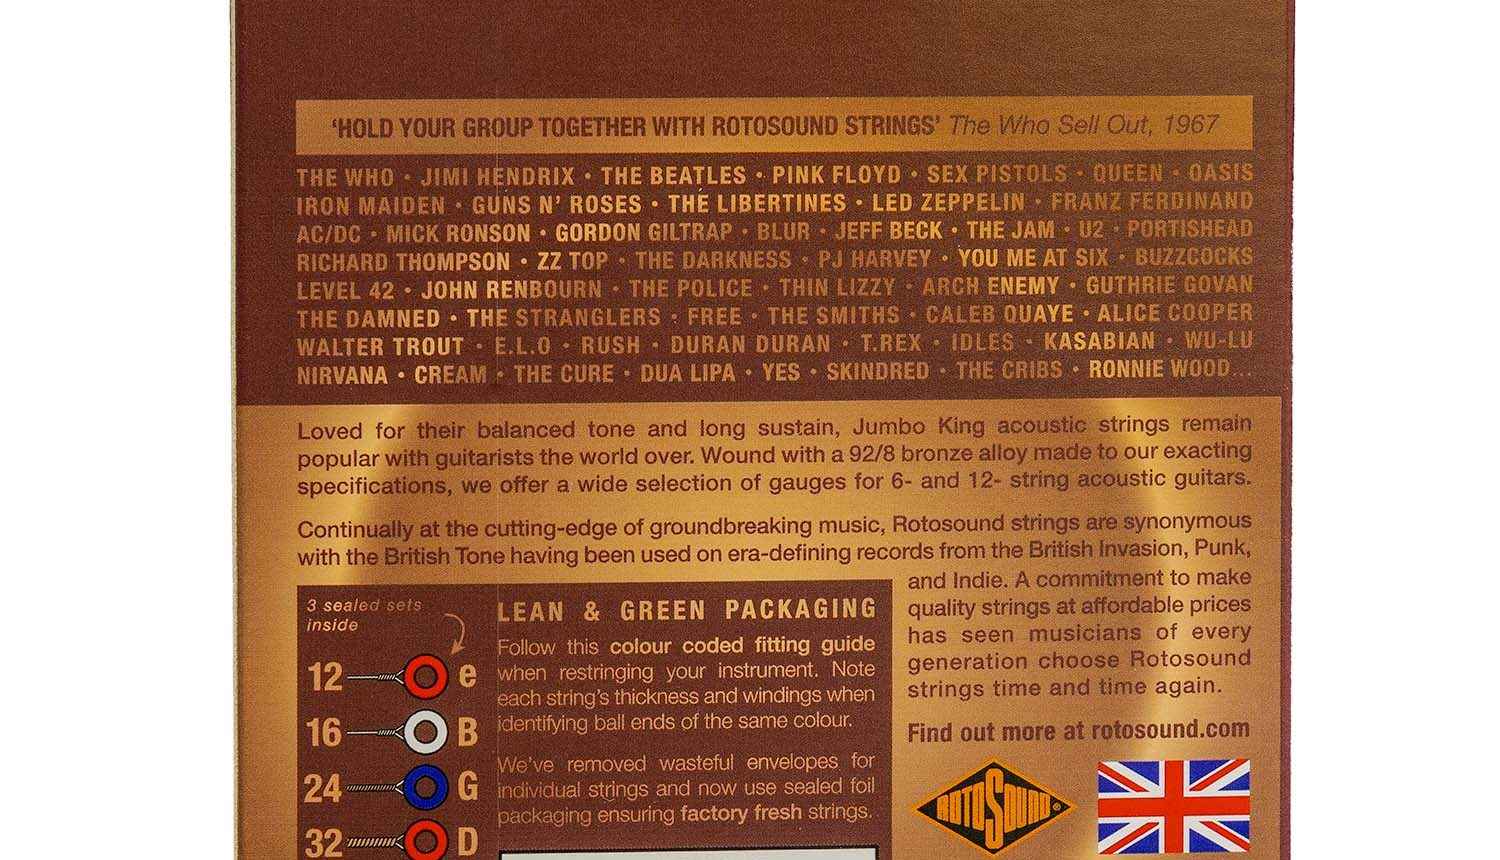 ‘HOLD YOUR GROUP TOGETHER WITH ROTOSOUND STRINGS’ The Who Sell Out, 1967
THE WHO • JIMI HENDRIX • THE BEATLES • PINK FLOYD • SEX PISTOLS • QUEEN • OASIS
IRON MAIDEN • GUNS N’ ROSES • THE LIBERTINES • LED ZEPPELIN • FRANZ FERDINAND
AC/DC • MICK RONSON • GORDON GILTRAP • BLUR • JEFF BECK • THE JAM • U2 • PORTISHEAD
RICHARD THOMPSON • ZZ TOP • THE DARKNESS • PJ HARVEY • YOU ME AT SIX • BUZZCOCKS
LEVEL 42 • JOHN RENBOURN • THE POLICE • THIN LIZZY • ARCH ENEMY • GUTHRIE GOVAN
THE DAMNED • THE STRANGLERS • FREE • THE SMITHS • CALEB QUAYE • ALICE COOPER
WALTER TROUT • E.L.O • RUSH • DURAN DURAN • T.REX • IDLES • KASABIAN • WU-LU
NIRVANA • CREAM • THE CURE • DUA LIPA • YES • SKINDRED • THE CRIBS • RONNIE WOOD...
Loved for their balanced tone and long sustain, Jumbo King acoustic strings remain
popular with guitarists the world over. Wound with a 92/8 bronze alloy made to our exacting
specifications, we offer a wide selection of gauges for 6- and 12- string acoustic guitars.
Continually at the cutting-edge of groundbreaking music, Rotosound strings are synonymous
with the British Tone having been used on era-defining records from the British Invasion, Punk,
and Indie. A commitment to make
quality strings at affordable prices
has seen musicians of every
generation choose Rotosound
strings time and time again.
Find out more at rotosound.com
3 sealed sets
inside
12 e
16 B
24 G
32 D
LEAN & GREEN PACKAGING
Follow this colour coded fitting guide
when restringing your instrument. Note
each string’s thickness and windings when
identifying ball ends of the same colour.
We’ve removed wasteful envelopes for
individual strings and now use sealed foil
packaging ensuring factory fresh strings.
ROTOSOUND®